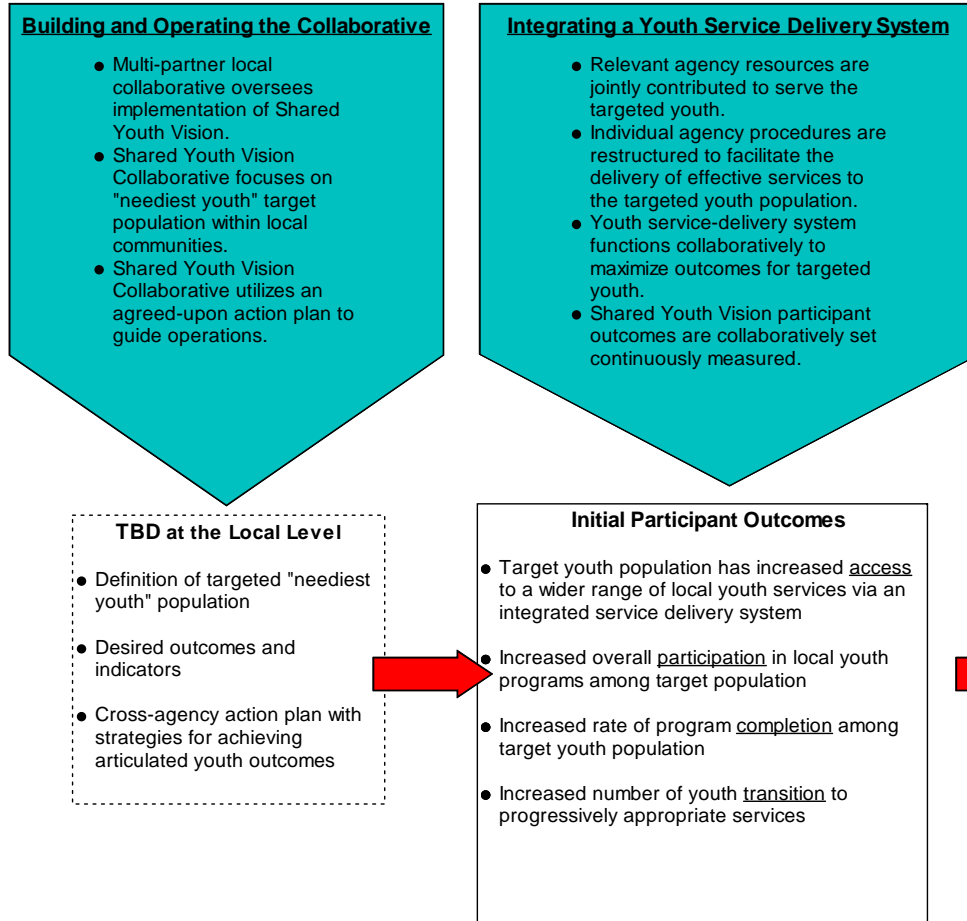 Building and Operating the Collaborative
● Multi-partner local
collaborative oversees
implementation of Shared
Youth Vision.
● Shared Youth Vision
Collaborative focuses on
"neediest youth" target
population within local
communities.
● Shared Youth Vision
Collaborative utilizes an
agreed-upon action plan to
guide operations.
Integrating a Youth Service Delivery System
● Relevant agency resources are
jointly contributed to serve the
targeted youth.
● Individual agency procedures are
restructured to facilitate the
delivery of effective services to
the targeted youth population.
● Youth service-delivery system
functions collaboratively to
maximize outcomes for targeted
youth.
● Shared Youth Vision participant
outcomes are collaboratively set
continuously measured.
TBD at the Local Level
● Definition of targeted "neediest
youth" population
● Desired outcomes and
indicators
● Cross-agency action plan with
strategies for achieving
articulated youth outcomes
Initial Participant Outcomes
● Target youth population has increased access
to a wider range of local youth services via an
integrated service delivery system
● Increased overall participation in local youth
programs among target population
● Increased rate of program completion among
target youth population
● Increased number of youth transition to
progressively appropriate services